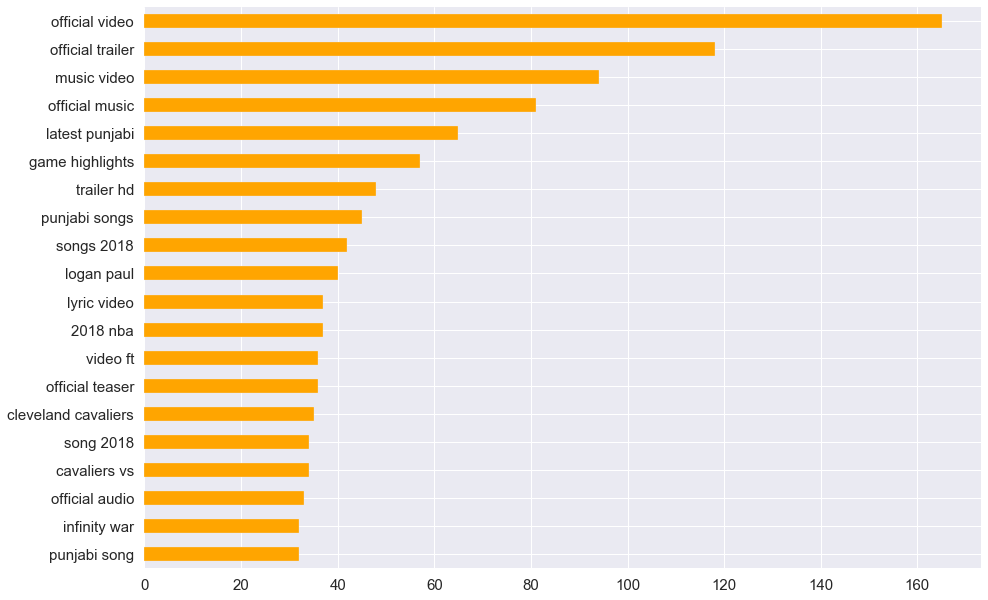 official video
official trailer
music video
official music
latest punjabi
game highlights
trailer hd
punjabi songs
songs 2018
logan paul
lyric video
2018 nba
video ft
official teaser
cleveland cavaliers
song 2018
cavaliers vs
official audio
infinity war
punjabi song
0 20 40 60 80 100 120 140 160